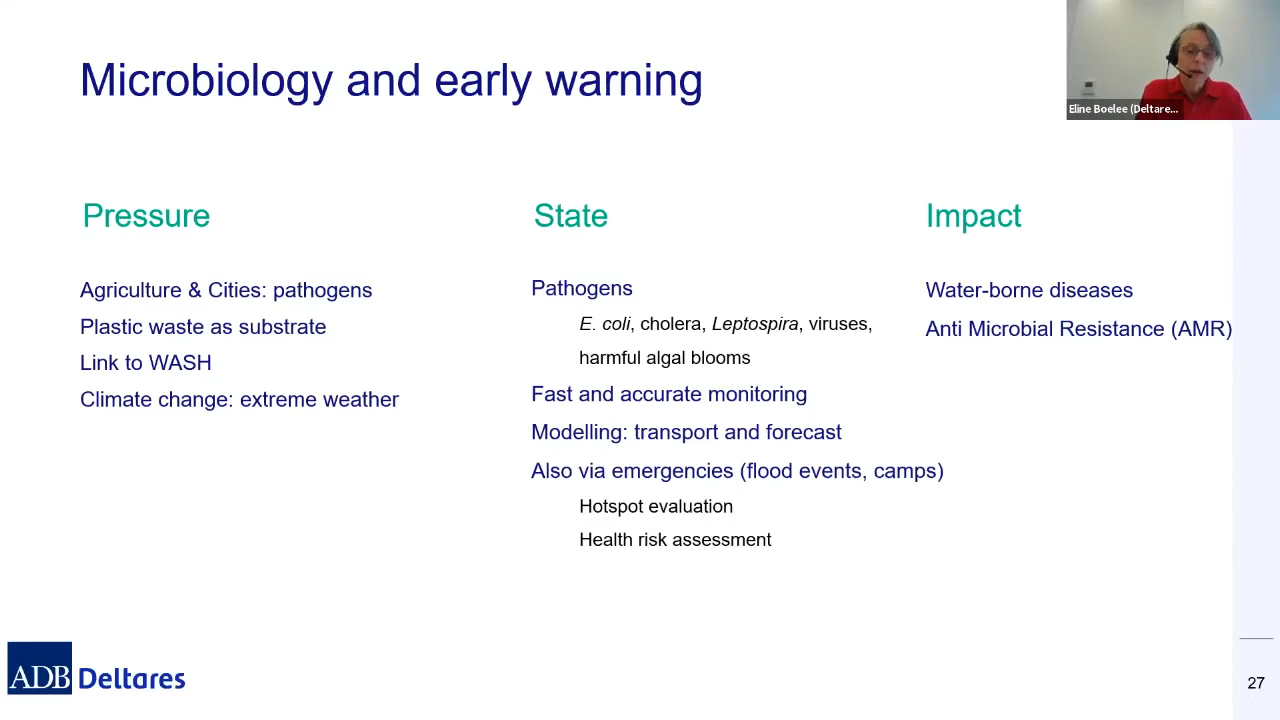 Microbiology and early warning
Eline Boelee (Deltare...
Pressure
Agriculture & Cities: pathogens
Plastic waste as substrate
Link to WASH
Climate change: extreme weather
State
Pathogens
E. coli, cholera, Leptospira, viruses,
harmful algal blooms
Fast and accurate monitoring
Modelling: transport and forecast
Also via emergencies (flood events, camps)
Hotspot evaluation
Health risk assessment
Impact
Water-borne diseases
Anti Microbial Resistance (AMR)
ADB Deltares
27